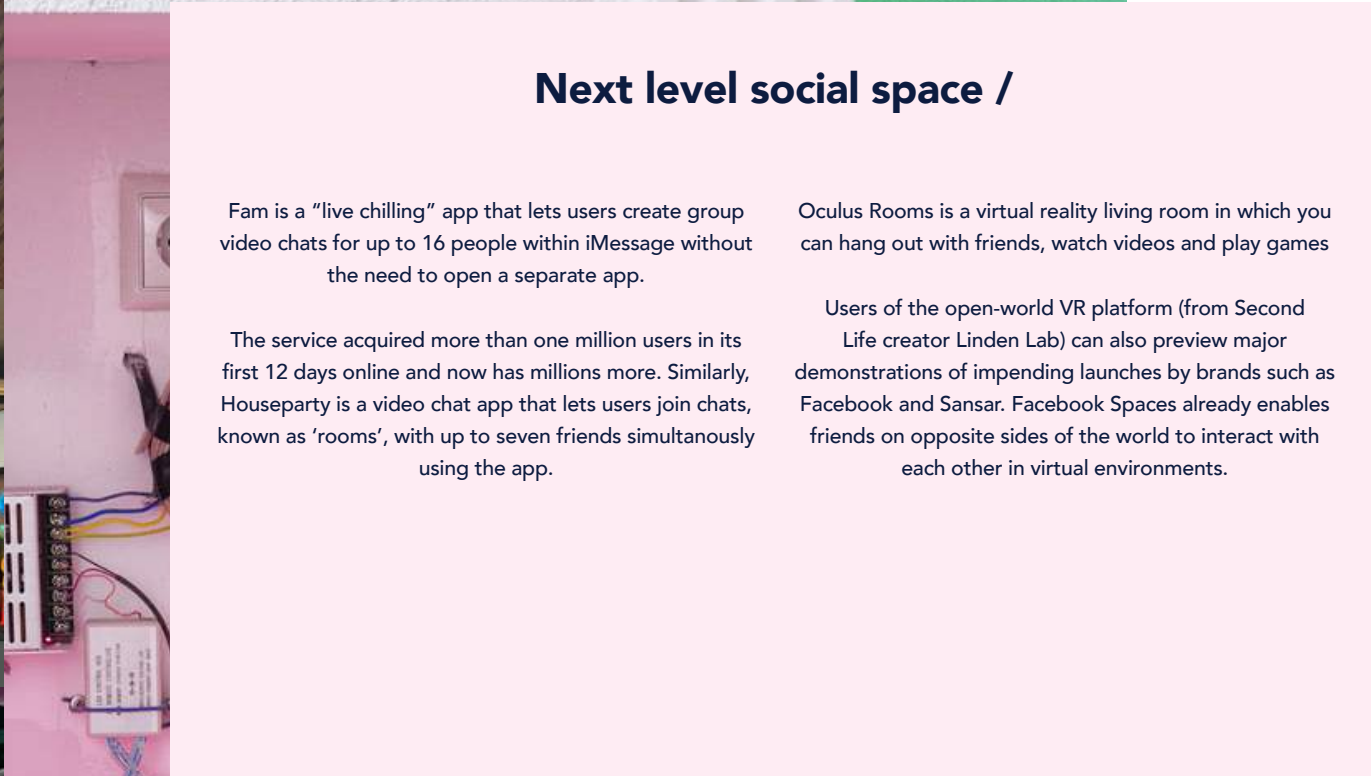 Next level social space /
Fam is a “live chilling” app that lets users create group
video chats for up to 16 people within iMessage without
the need to open a separate app.
The service acquired more than one million users in its
first 12 days online and now has millions more. Similarly,
Houseparty is a video chat app that lets users join chats,
known as ‘rooms’, with up to seven friends simultanously
using the app.
Oculus Rooms is a virtual reality living room in which you
can hang out with friends, watch videos and play games
Users of the open-world VR platform (from Second
Life creator Linden Lab) can also preview major
demonstrations of impending launches by brands such as
Facebook and Sansar. Facebook Spaces already enables
friends on opposite sides of the world to interact with
each other in virtual environments.